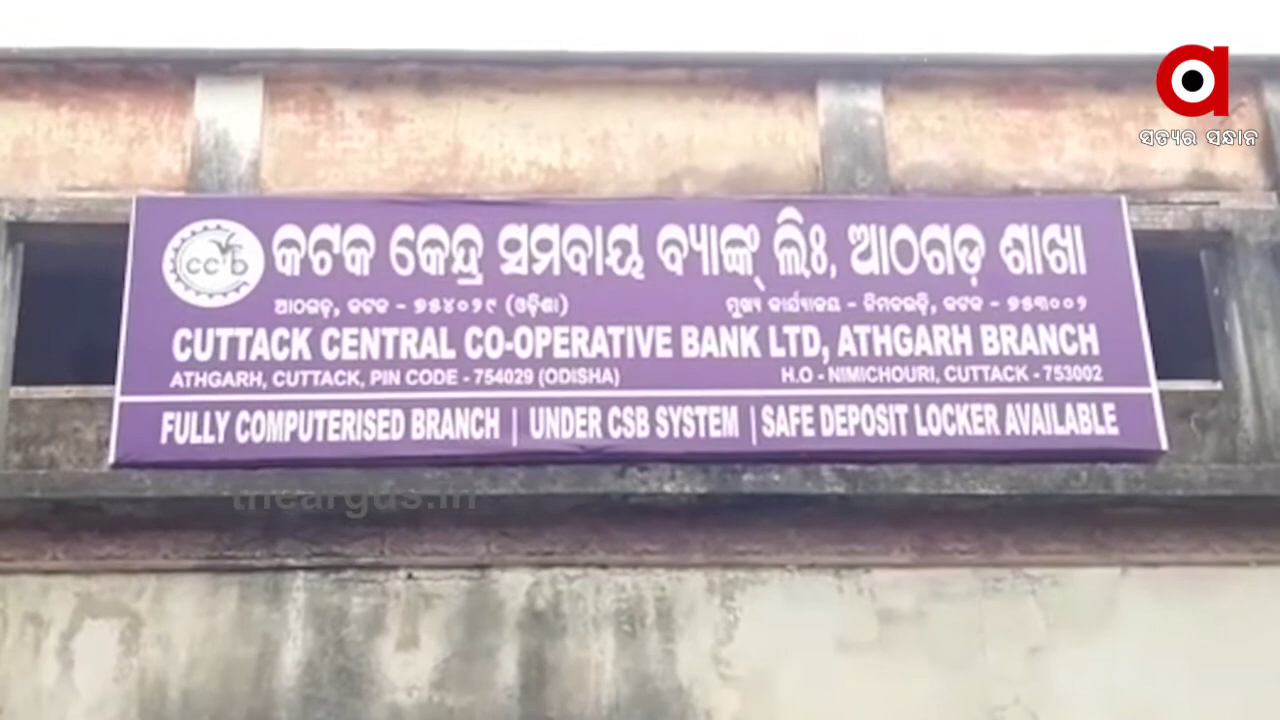 ସତ୍ୟର ସନ୍ଧାନ
ccb
କଟକ କେନ୍ଦ୍ର ସମବାୟ ବ୍ୟାଙ୍କ୍ ଲିଃ, ଆଠଗଡ଼ ଶାଖା
ଆଠଗଡ଼, କଟକ - ୭୫୪୦୨୯ (ଓଡ଼ିଶା) ମୁଖ୍ୟ କାର୍ଯ୍ୟାଳୟ - ନିମଚଉଡ଼ି, କଟକ - ୭୫୩୦୦୨
CUTTACK CENTRAL CO-OPERATIVE BANK LTD, ATHGARH BRANCH
ATHGARH, CUTTACK, PIN CODE - 754029 (ODISHA) H.O - NIMICHOURI, CUTTACK - 753002
FULLY COMPUTERISED BRANCH | UNDER CSB SYSTEM | SAFE DEPOSIT LOCKER AVAILABLE
theargus.in